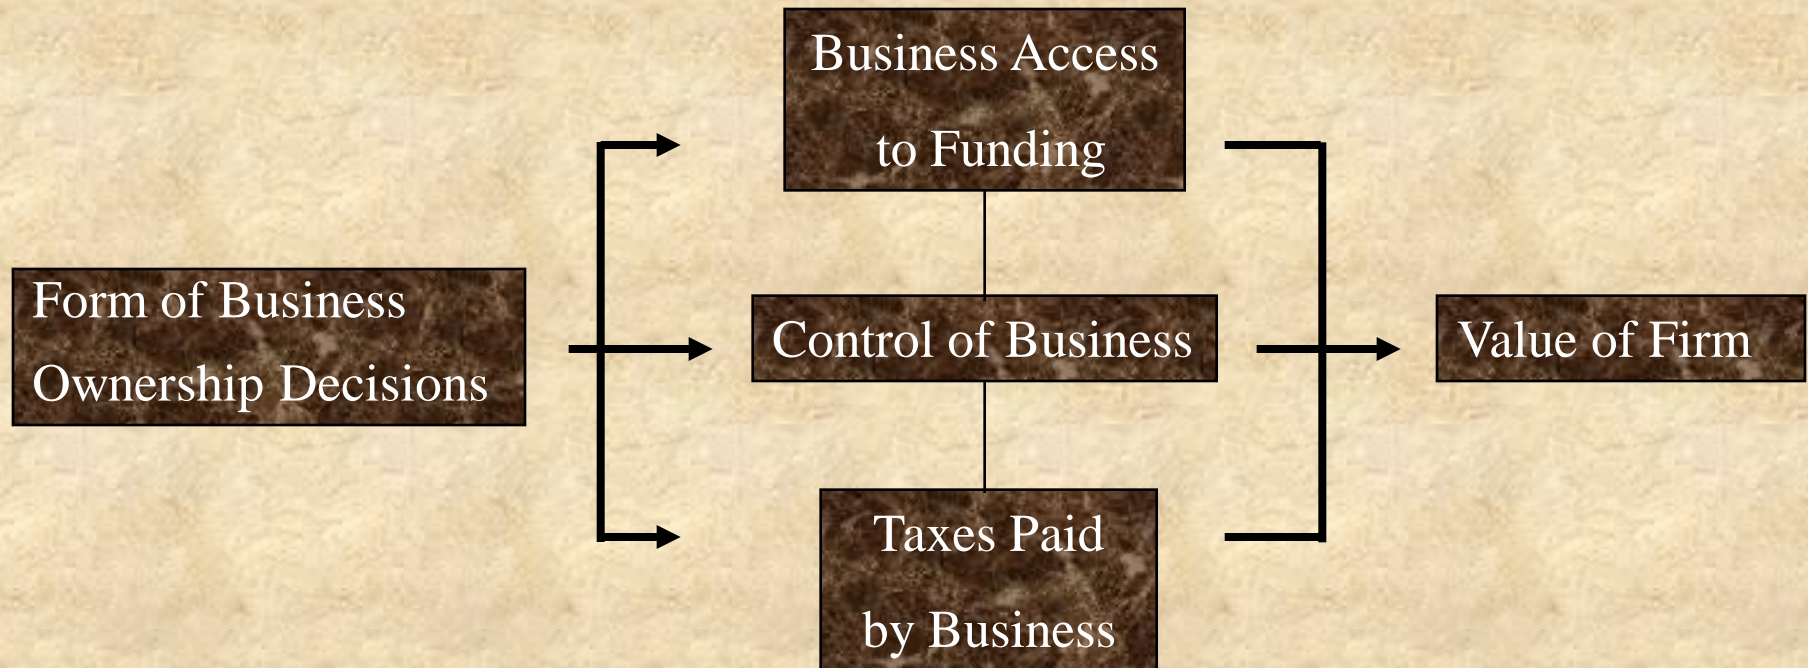 Business Access
to Funding
Form of Business
Ownership Decisions
Control of Business
Value of Firm
Taxes Paid
by Business